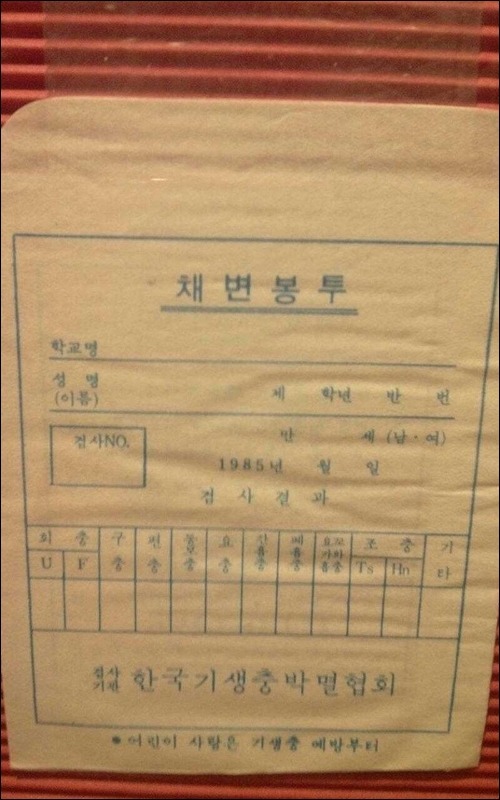 채변봉투
학교명
성 명
(이름) 제 학년 반 번
검사NO. 만 세 (남·여)
1985년 월 일
검 사 결 과
회 충 구 편 동양 요 간흡 폐흡 요꼬가와흡 조 충 기
U F 충 충 충 충 충 충 충 Ts Hn 타
검사
기관 한국기생충박멸협회
* 어린이 사랑은 기생충 예방부터